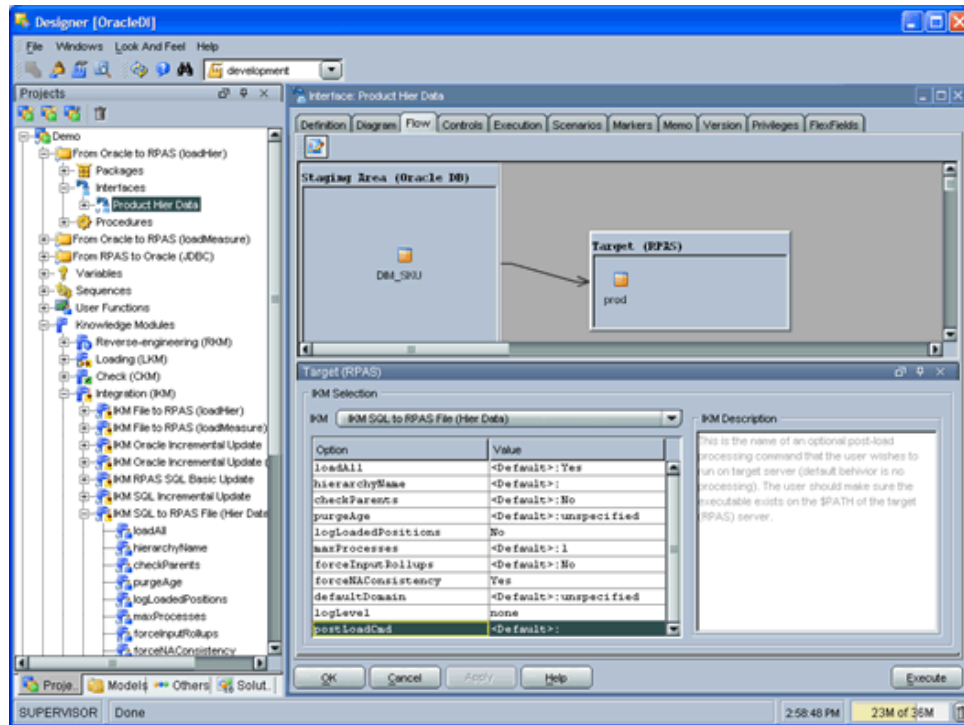 Designer [OracleDI]
File Windows Look And Feel Help
development
Projects
Demo
From Oracle to RPAS (loadHier)
Packages
Interfaces
Product Hier Data
Procedures
From Oracle to RPAS (loadMeasure)
From RPAS to Oracle (JDBC)
Variables
Sequences
User Functions
Knowledge Modules
Reverse-engineering (RKM)
Loading (LKM)
Check (CKM)
Integration (IKM)
IKM File to RPAS (loadHier)
IKM File to RPAS (loadMeasure)
IKM Oracle Incremental Update
IKM Oracle Incremental Update (
IKM RPAS SQL Basic Update
IKM SQL Incremental Update
IKM SQL to RPAS File (Hier Data
loadAll
hierarchyName
checkParents
purgeAge
logLoadedPositions
maxProcesses
forceInputRollups
forceNAConsistency
Proje.. Models Others Solut.
Interface: Product Hier Data
Definition Diagram Flow Controls Execution Scenarios Markers Memo Version Privileges FlexFields
Staging Area (Oracle DB)
DIM_SKU
Target (RPAS)
prod
Target (RPAS)
IKM Selection
IKM IKM SQL to RPAS File (Hier Data)
Option Value
loadAll <Default>:Yes
hierarchyName <Default>:
checkParents <Default>:No
purgeAge <Default>:unspecified
logLoadedPositions No
maxProcesses <Default>:1
forceInputRollups <Default>:No
forceNAConsistency Yes
defaultDomain <Default>:unspecified
logLevel none
postLoadCmd <Default>:
IKM Description
This is the name of an optional post-load
processing command that the user wishes to
run on target server (default behivior is no
processing). The user should make sure the
executable exists on the $PATH of the target
(RPAS) server.
OK Cancel Apply Help Execute
SUPERVISOR Done 2:58:48 PM 23M of 36M